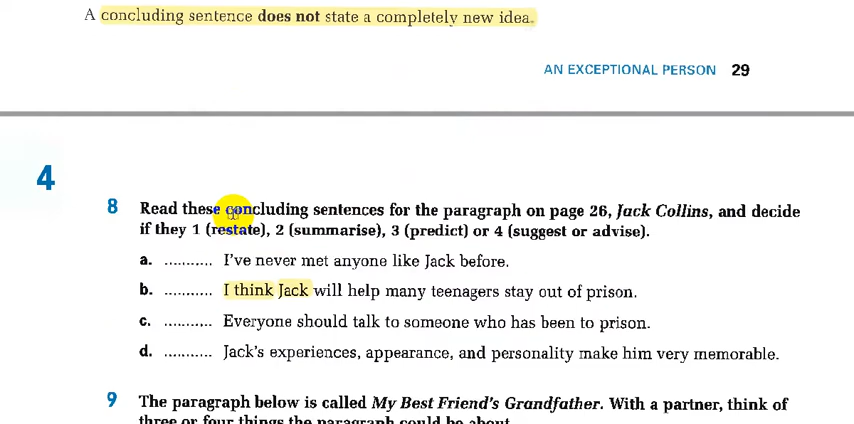 A concluding sentence does not state a completely new idea.
AN EXCEPTIONAL PERSON 29
4
8 Read these concluding sentences for the paragraph on page 26, Jack Collins, and decide
if they 1 (restate), 2 (summarise), 3 (predict) or 4 (suggest or advise).
a. ........... I've never met anyone like Jack before.
b. ........... I think Jack will help many teenagers stay out of prison.
c. ........... Everyone should talk to someone who has been to prison.
d. ........... Jack's experiences, appearance, and personality make him very memorable.
9 The paragraph below is called My Best Friend's Grandfather. With a partner, think of
three or four things the paragraph could be about.